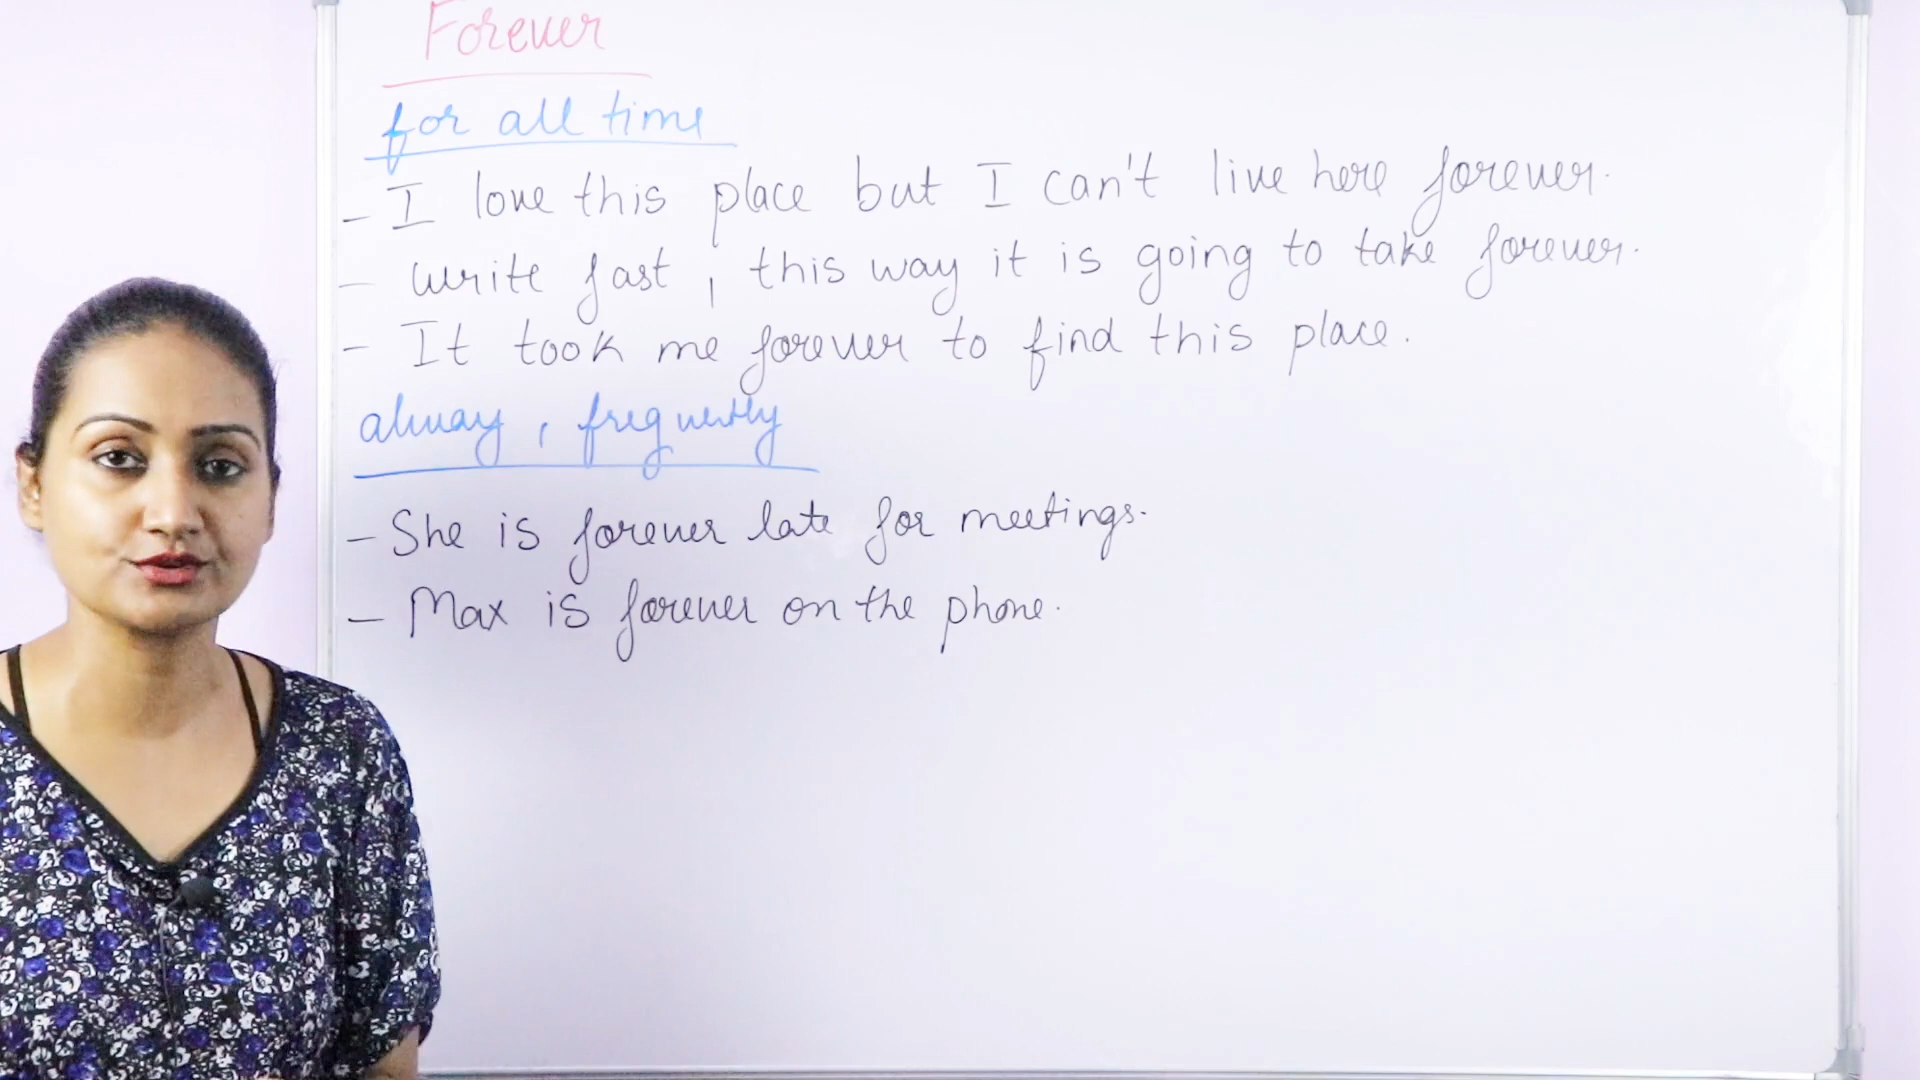 Forever
for all time
- I love this place but I can't live here forever.
- Write fast, this way it is going to take forever.
- It took me forever to find this place.
alway, frequently
- She is forever late for meetings.
- Max is forever on the phone.